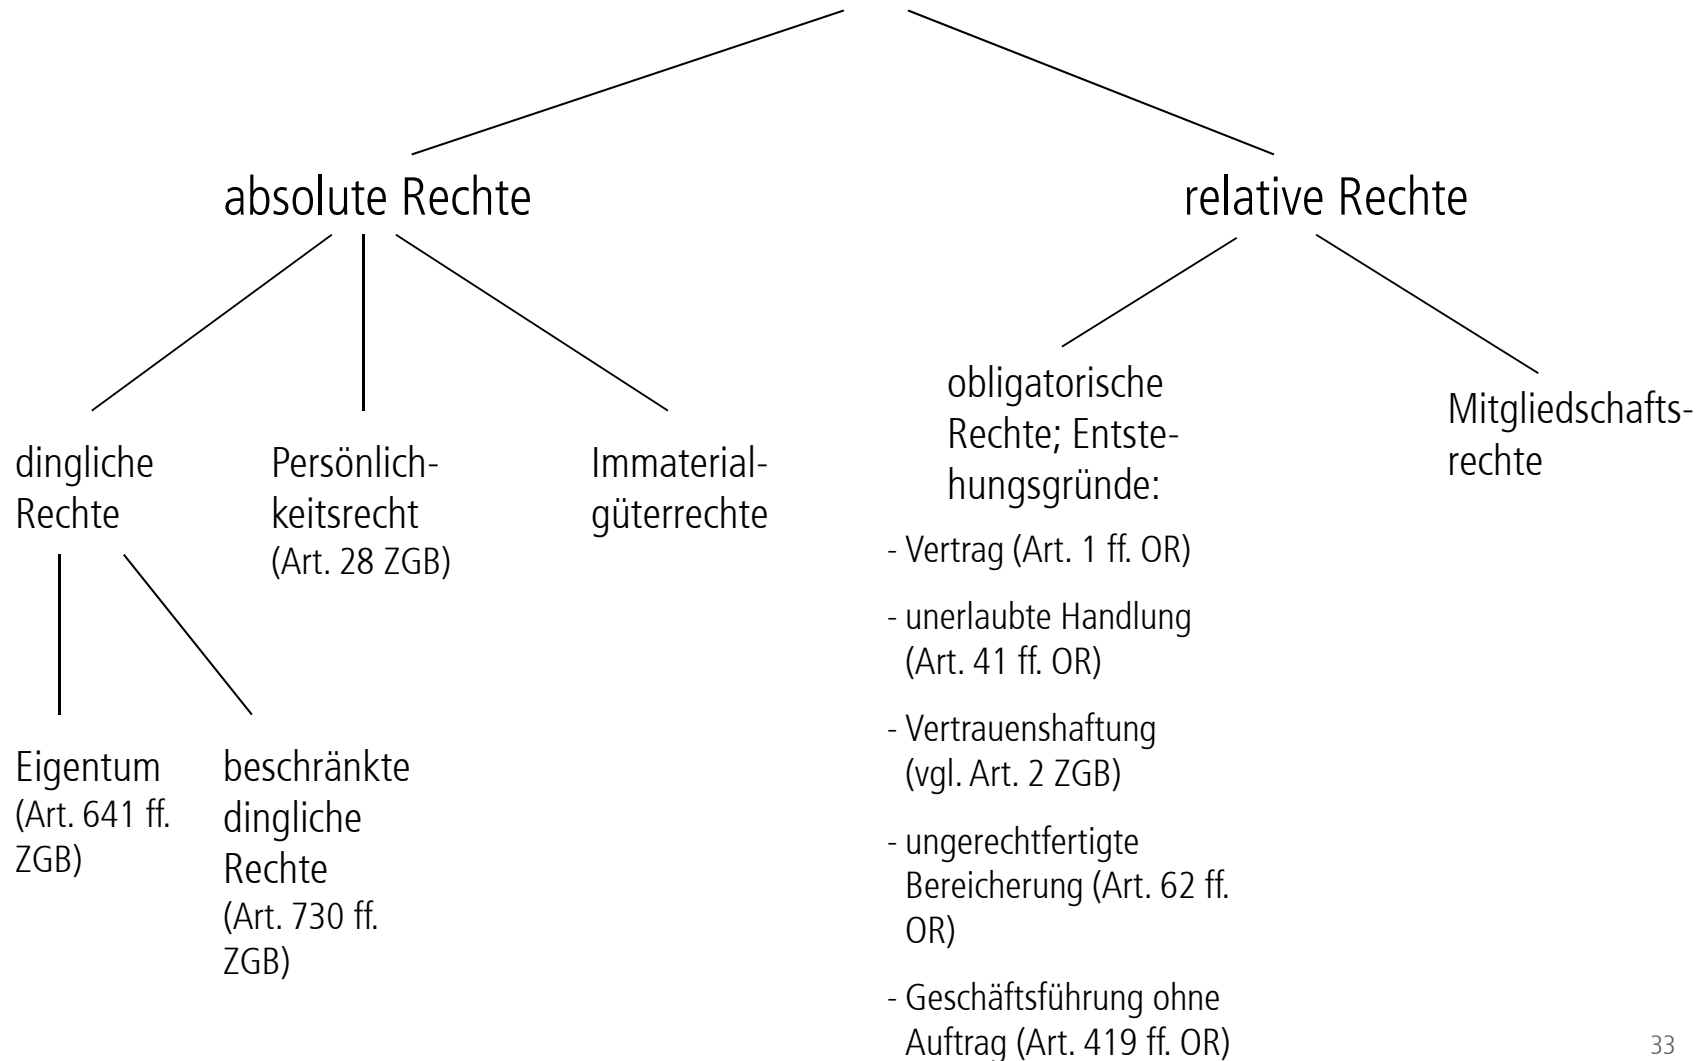 absolute Rechte
relative Rechte
dingliche
Rechte
Persönlich-
keitsrecht
(Art. 28 ZGB)
Immaterial-
güterrechte
obligatorische
Rechte; Entste-
hungsgründe:
Mitgliedschafts-
rechte
- Vertrag (Art. 1 ff. OR)
- unerlaubte Handlung
(Art. 41 ff. OR)
- Vertrauenshaftung
(vgl. Art. 2 ZGB)
- ungerechtfertigte
Bereicherung (Art. 62 ff.
OR)
- Geschäftsführung ohne
Auftrag (Art. 419 ff. OR)
Eigentum
(Art. 641 ff.
ZGB)
beschränkte
dingliche
Rechte
(Art. 730 ff.
ZGB)
33